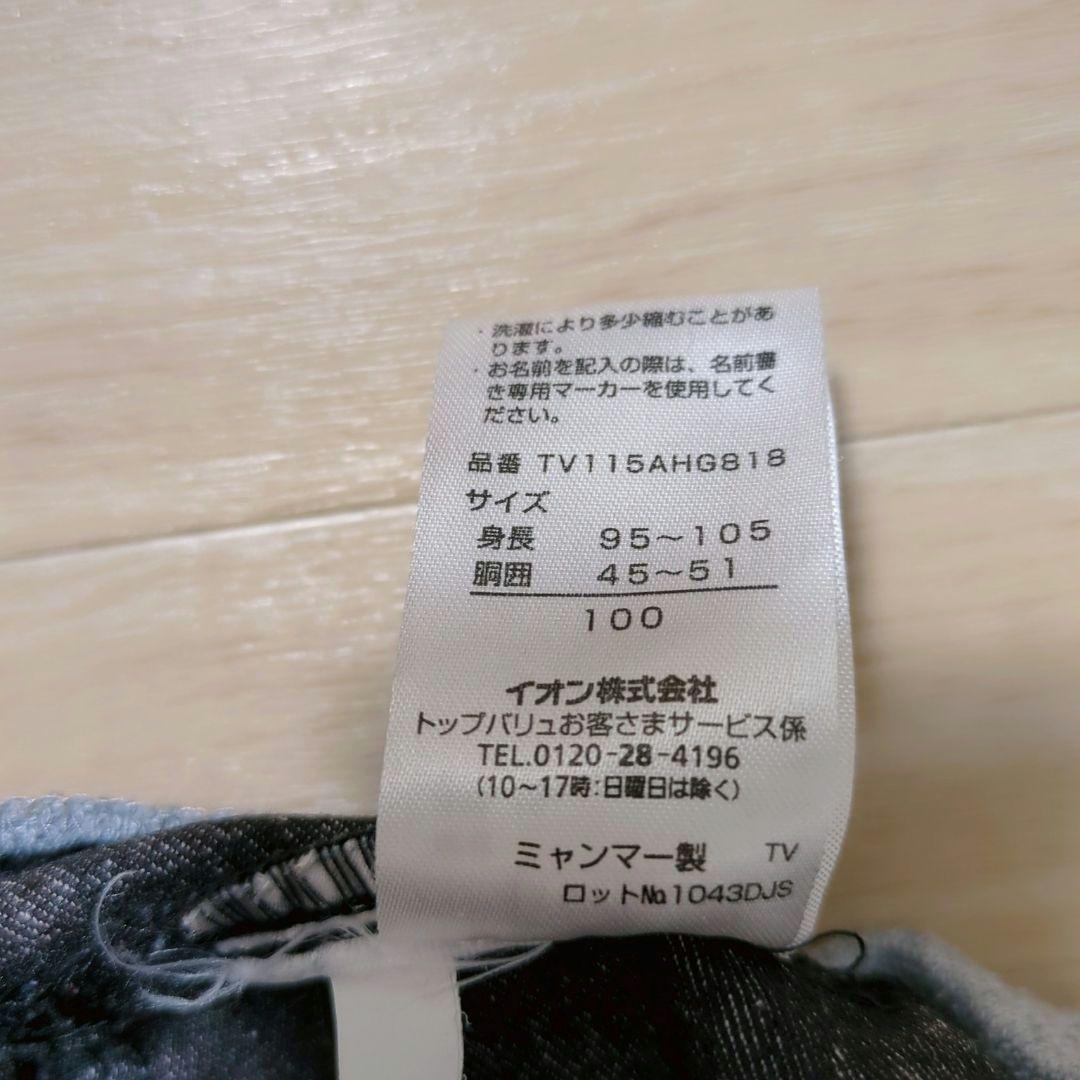 ・洗濯により多少縮むことがあ
ります。
・お名前を記入の際は、名前書
き専用マーカーを使用してく
ださい。
品番 TV115AHG818
サイズ
身長 95～105
胴囲 45～51
100
イオン株式会社
トップバリュお客さまサービス係
TEL.0120-28-4196
(10～17時:日曜日は除く)
ミャンマー製 TV
ロット№1043DJS